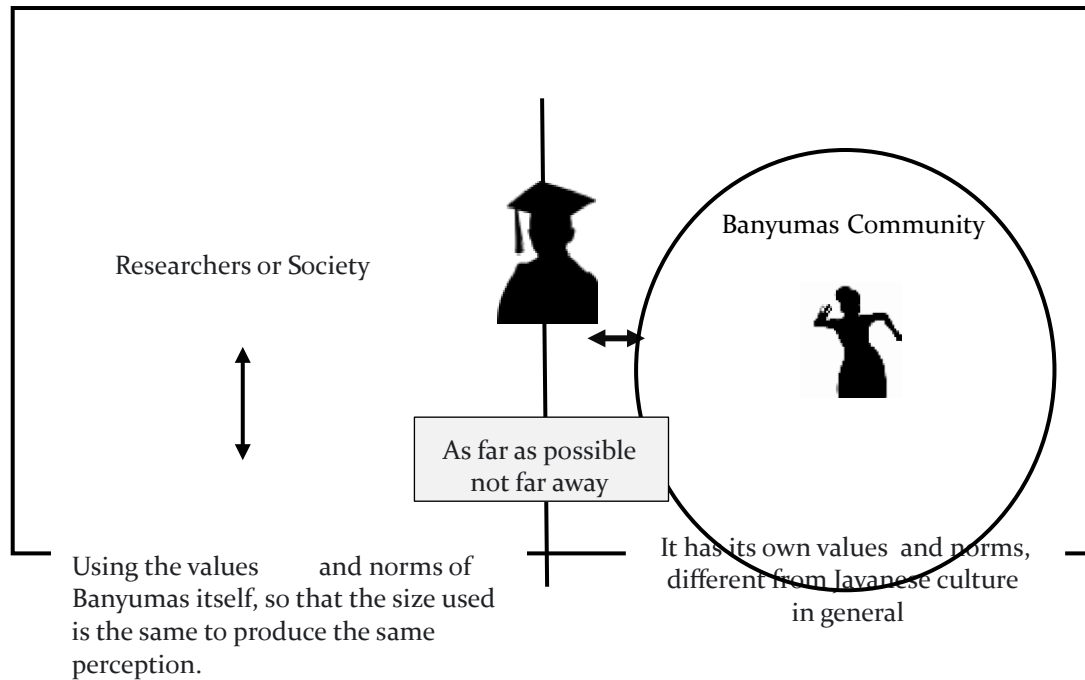 Banyumas Community
Researchers or Society
As far as possible
not far away
Using the values and norms of
Banyumas itself, so that the size used
is the same to produce the same
perception.
It has its own values and norms,
different from Javanese culture
in general